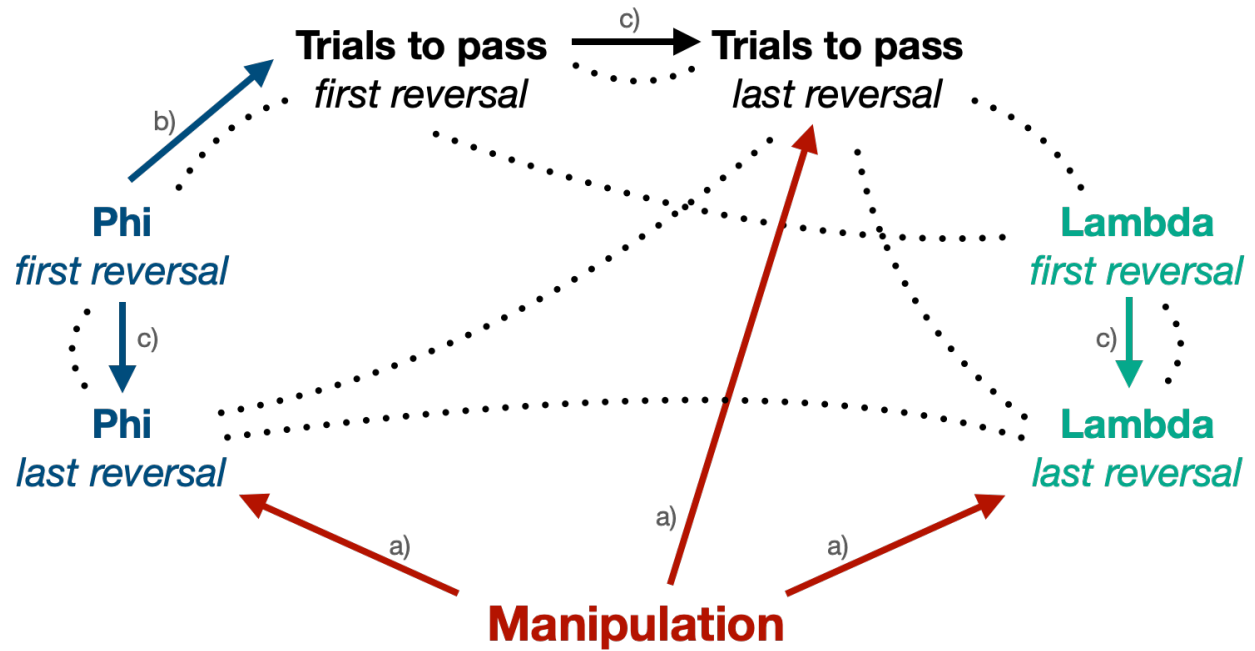 c)
Trials to pass
first reversal
Trials to pass
last reversal
b)
Phi
first reversal
Lambda
first reversal
c)
c)
Phi
last reversal
Lambda
last reversal
a)
a)
a)
Manipulation